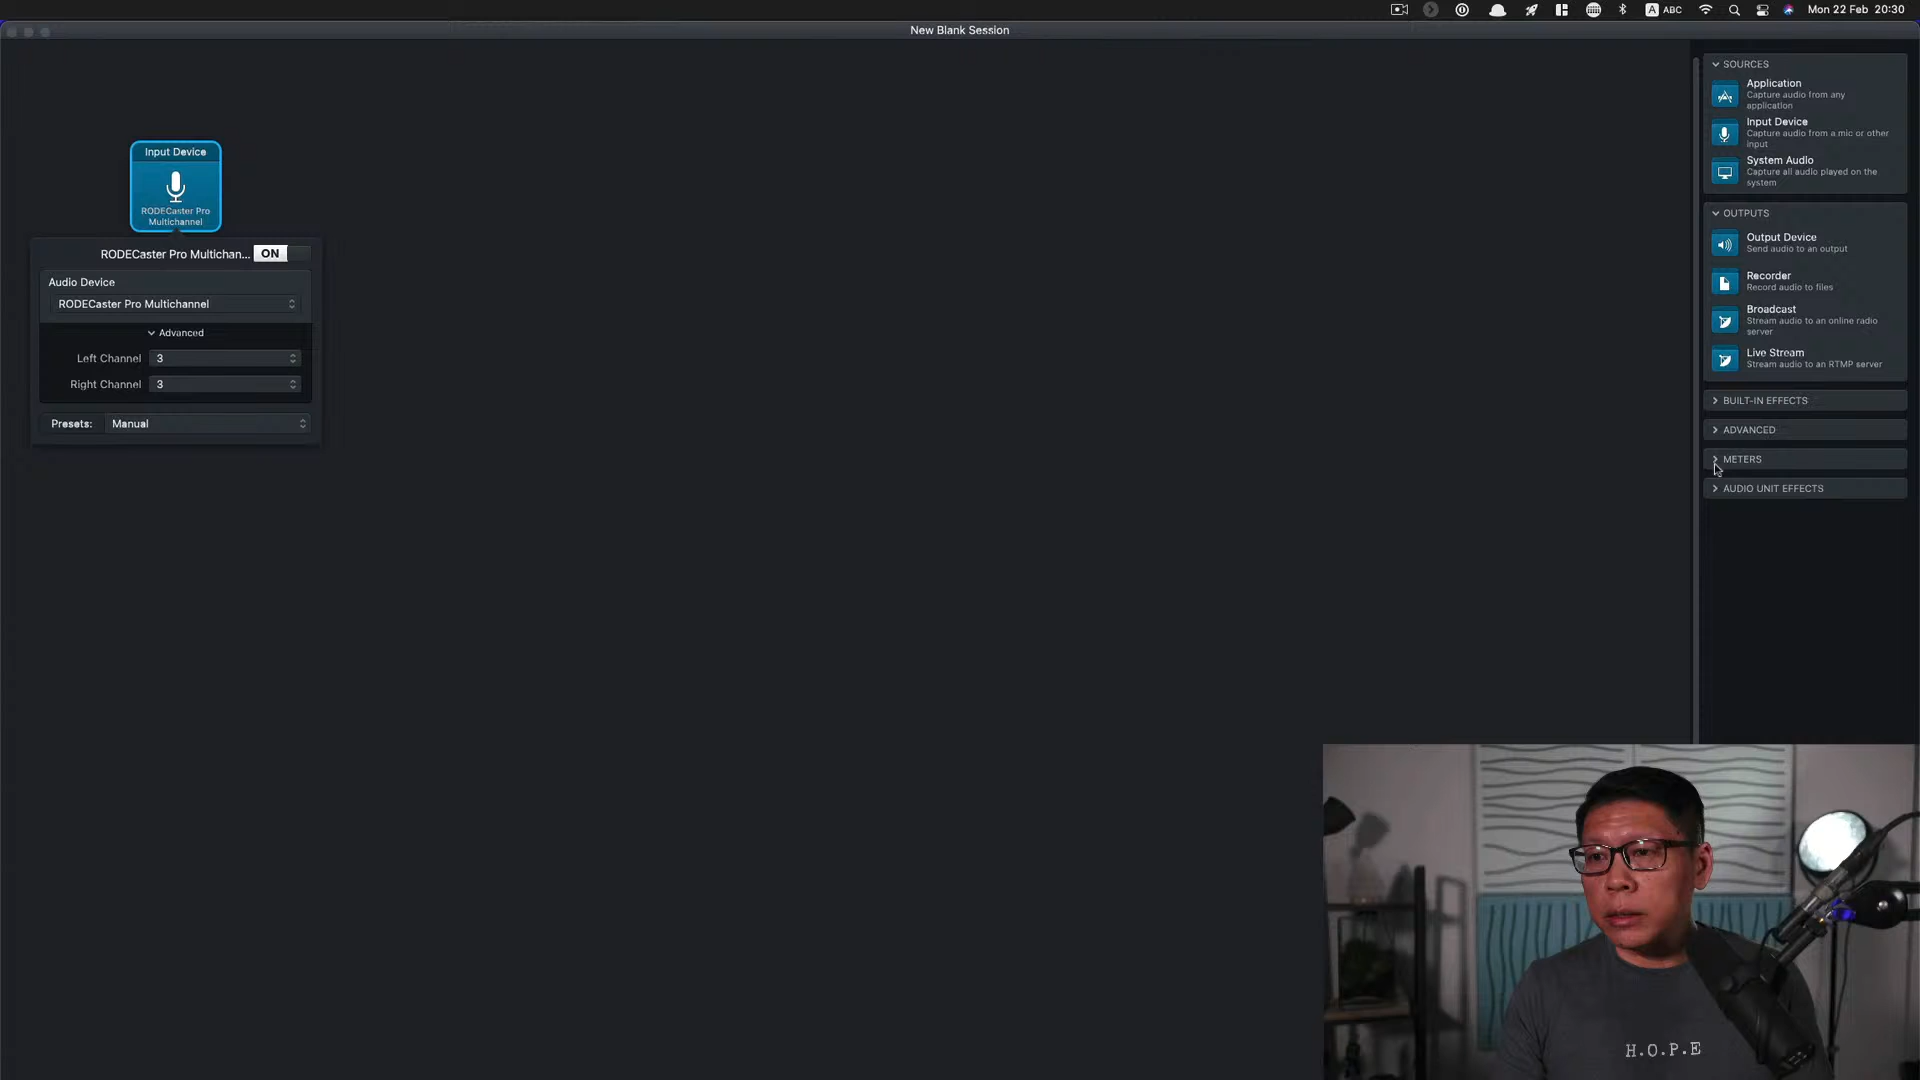 ABC
Mon 22 Feb 20:30
New Blank Session
Input Device
RODECaster Pro
Multichannel
RODECaster Pro Multichan...
ON
Audio Device
RODECaster Pro Multichannel
Advanced
Left Channel
3
Right Channel
3
Presets:
Manual
SOURCES
Application
Capture audio from any
application
Input Device
Capture audio from a mic or other
input
System Audio
Capture all audio played on the
system
OUTPUTS
Output Device
Send audio to an output
Recorder
Record audio to files
Broadcast
Stream audio to an online radio
server
Live Stream
Stream audio to an RTMP server
BUILT-IN EFFECTS
ADVANCED
METERS
AUDIO UNIT EFFECTS
H.O.P.E